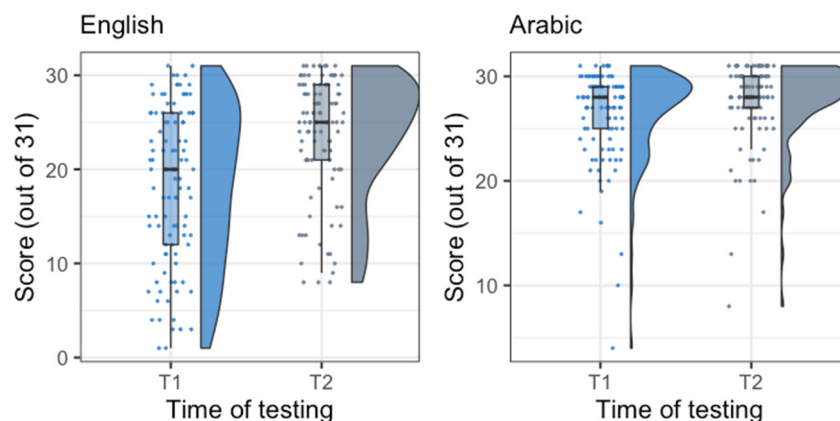 English
Arabic
Score (out of 31)
30
20
10
0
T1
T2
Time of testing
Score (out of 31)
30
20
10
T1
T2
Time of testing